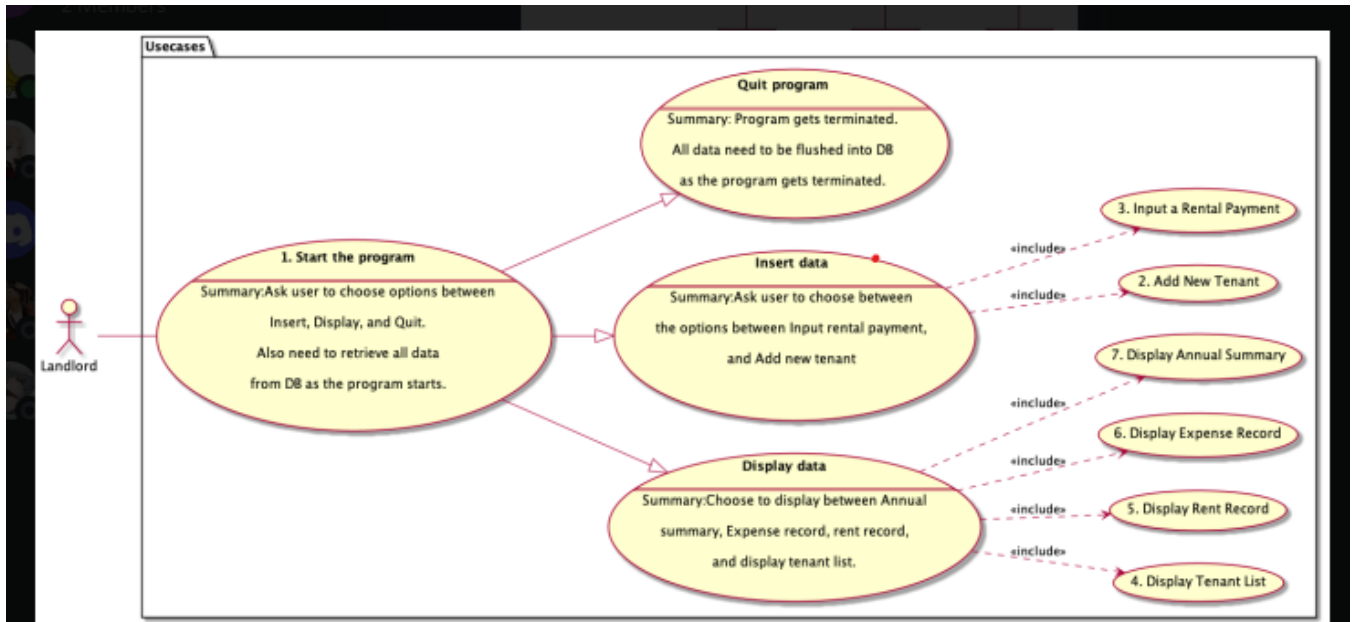 2 Members
Usecases
Quit program
Summary: Program gets terminated.
All data need to be flushed into DB
as the program gets terminated.
1. Start the program
Summary:Ask user to choose options between
Insert, Display, and Quit.
Also need to retrieve all data
from DB as the program starts.
Landlord
Insert data
Summary:Ask user to choose between
the options between Input rental payment,
and Add new tenant
Display data
Summary:Choose to display between Annual
summary, Expense record, rent record,
and display tenant list.
«include»
3. Input a Rental Payment
«include»
2. Add New Tenant
«include»
7. Display Annual Summary
«include»
6. Display Expense Record
«include»
5. Display Rent Record
«include»
4. Display Tenant List